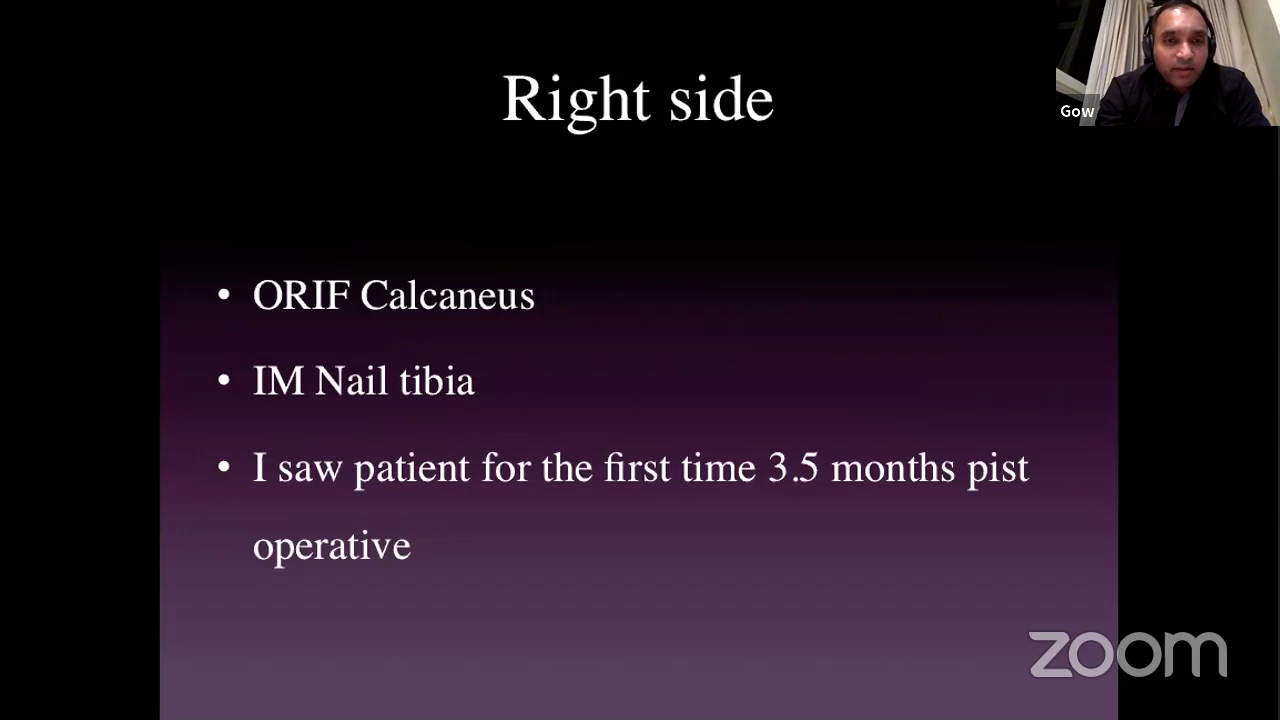 Right side
Gow
• ORIF Calcaneus
• IM Nail tibia
• I saw patient for the first time 3.5 months pist
operative
zoom